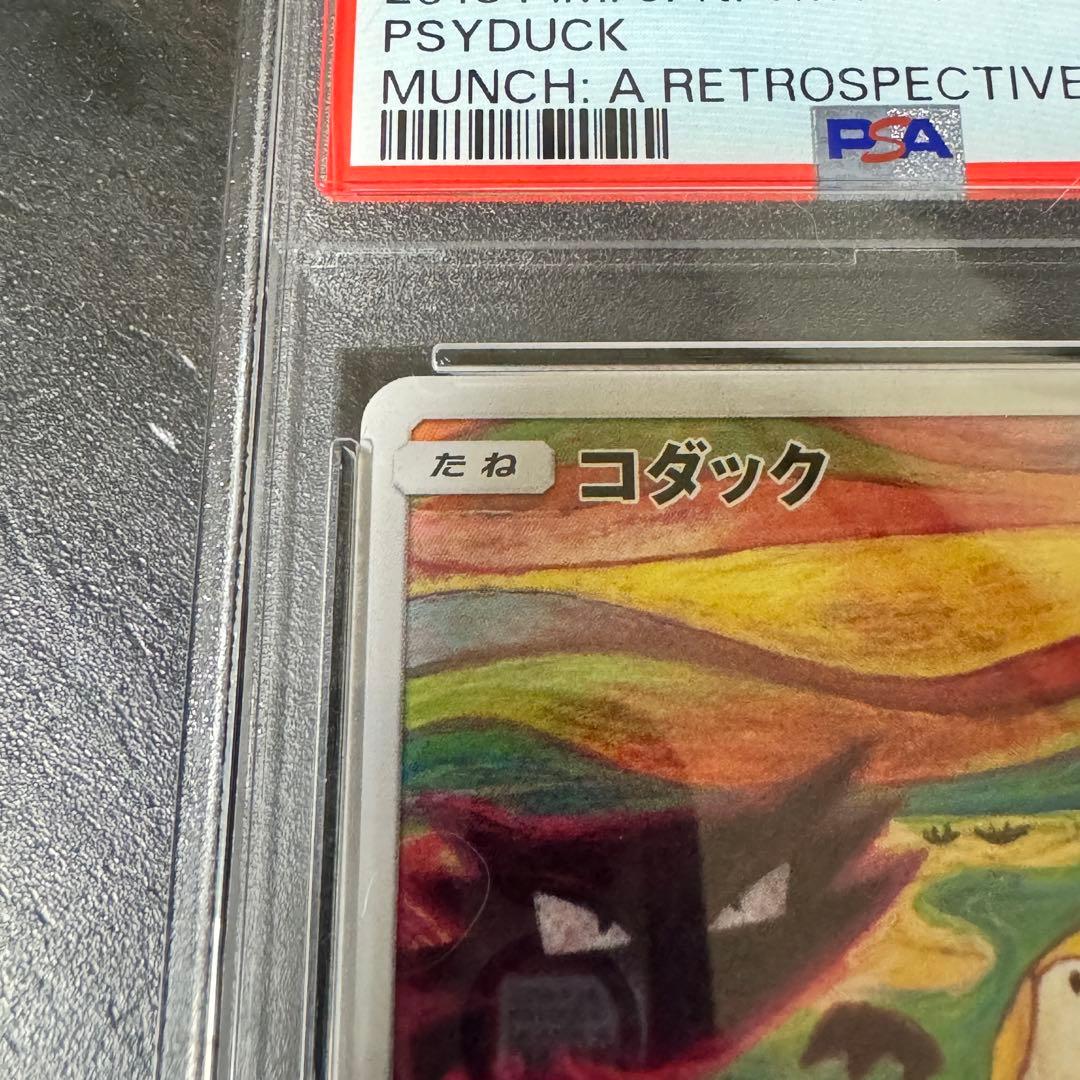 PSYDUCK
MUNCH: A RETROSPECTIVE
PSA
たね コダック